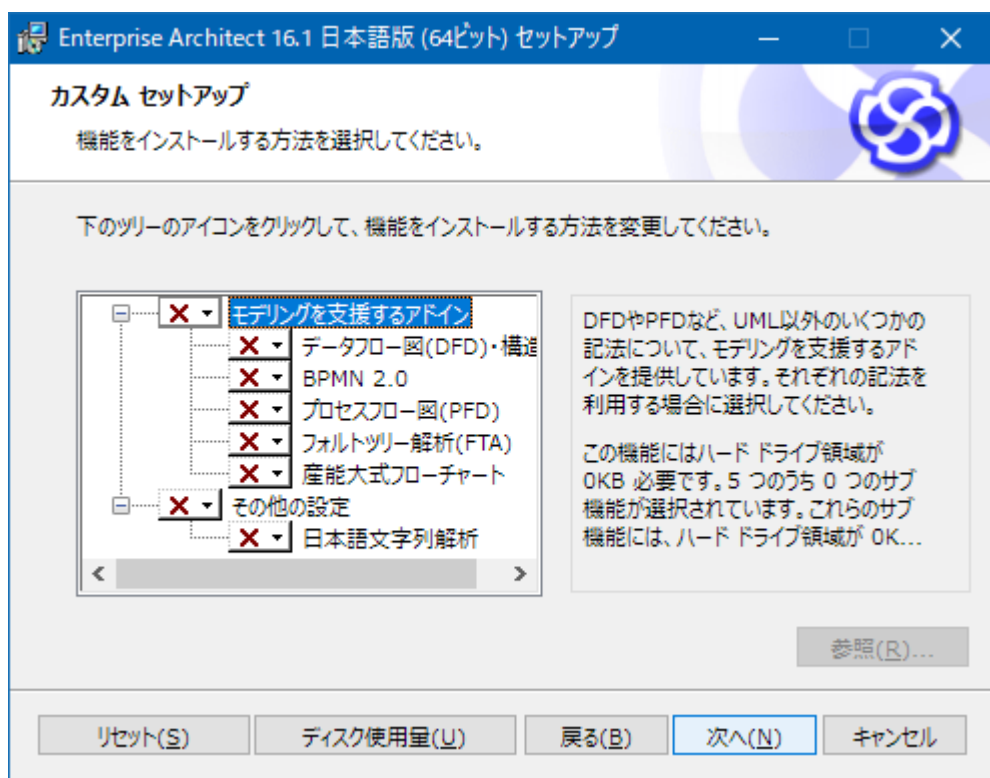 Enterprise Architect 16.1 日本語版 (64ビット) セットアップ
カスタム セットアップ
機能をインストールする方法を選択してください。
下のツリーのアイコンをクリックして、機能をインストールする方法を変更してください。
モデリングを支援するアドイン
データフロー図(DFD)・構造
BPMN 2.0
プロセスフロー図(PFD)
フォルトツリー解析(FTA)
産能大式フローチャート
その他の設定
日本語文字列解析
DFDやPFDなど、UML以外のいくつかの
記法について、モデリングを支援するアド
インを提供しています。それぞれの記法を
利用する場合に選択してください。
この機能にはハード ドライブ領域が
0KB 必要です。5 つのうち 0 つのサブ
機能が選択されています。これらのサブ
機能には、ハード ドライブ領域が 0K...
参照(R)...
リセット(S)
ディスク使用量(U)
戻る(B)
次へ(N)
キャンセル